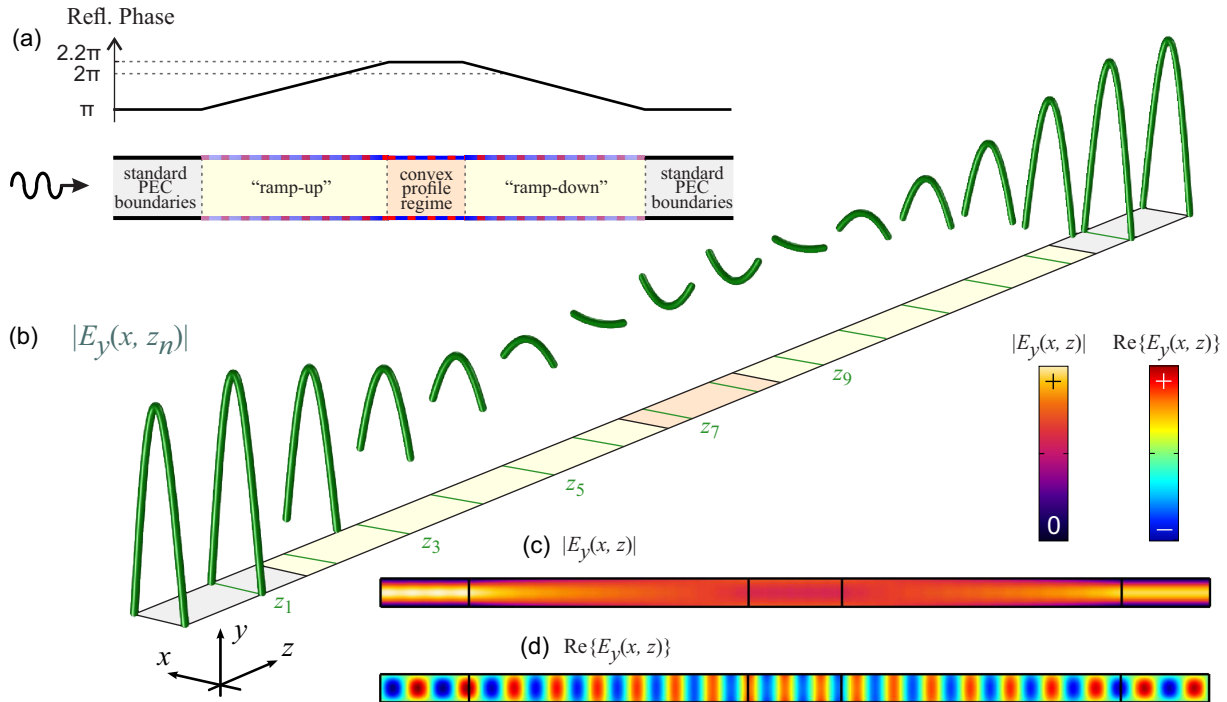 Refl. Phase
(a)
2.2π
2π
π
standard
PEC
boundaries
“ramp-up”
convex
profile
regime
“ramp-down”
standard
PEC
boundaries
(b)
|E_y(x, z_n)|
z_1
z_3
z_5
z_7
z_9
|E_y(x, z)|
+
0
Re{E_y(x, z)}
+
–
(c) |E_y(x, z)|
(d) Re{E_y(x, z)}
y
x
z